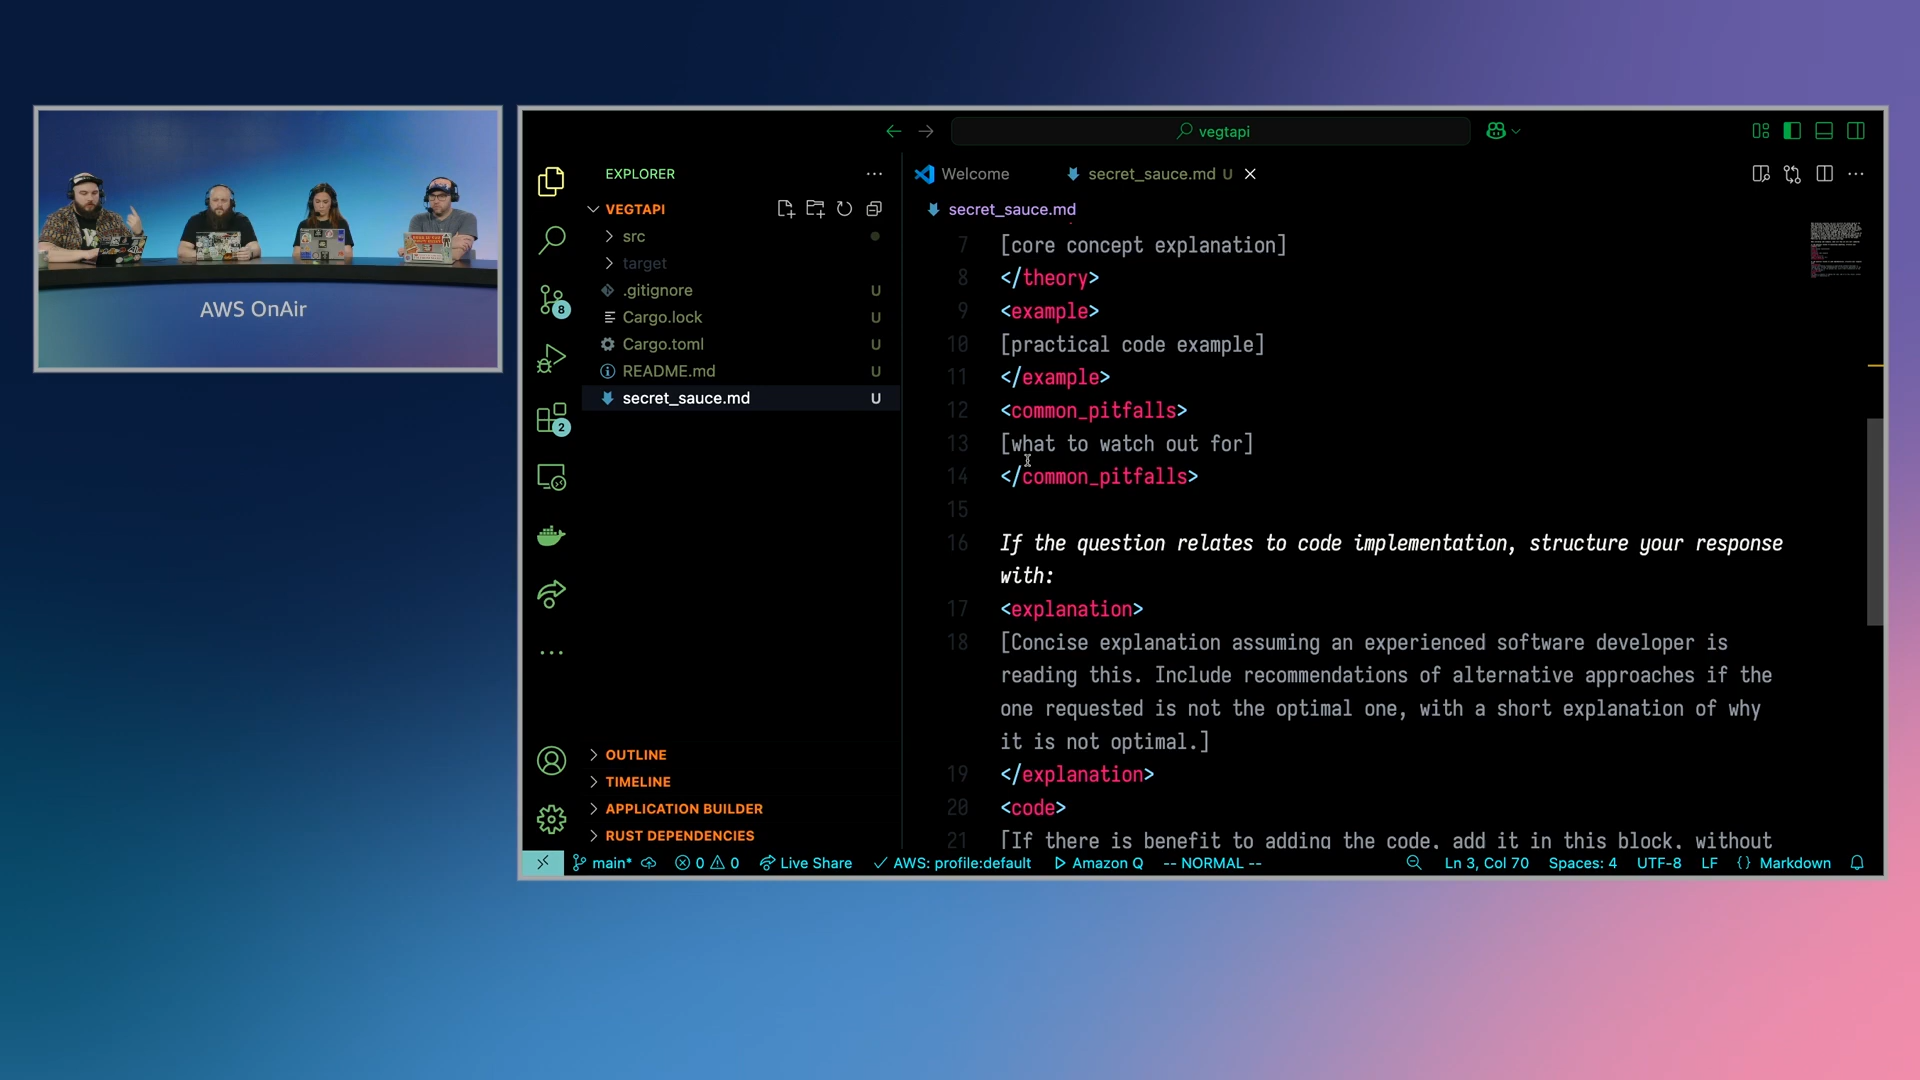 AWS OnAir
vegtapi
EXPLORER
VEGTAPI
src
target
.gitignore U
Cargo.lock U
Cargo.toml U
README.md U
secret_sauce.md U
8
2
OUTLINE
TIMELINE
APPLICATION BUILDER
RUST DEPENDENCIES
Welcome
secret_sauce.md U
secret_sauce.md
7 [core concept explanation]
8 </theory>
9 <example>
10 [practical code example]
11 </example>
12 <common_pitfalls>
13 [what to watch out for]
14 </common_pitfalls>
15
16 If the question relates to code implementation, structure your response
with:
17 <explanation>
18 [Concise explanation assuming an experienced software developer is
reading this. Include recommendations of alternative approaches if the
one requested is not the optimal one, with a short explanation of why
it is not optimal.]
19 </explanation>
20 <code>
21 [If there is benefit to adding the code, add it in this block, without
main* 0 0 Live Share AWS: profile:default Amazon Q -- NORMAL -- Ln 3, Col 70 Spaces: 4 UTF-8 LF {} Markdown